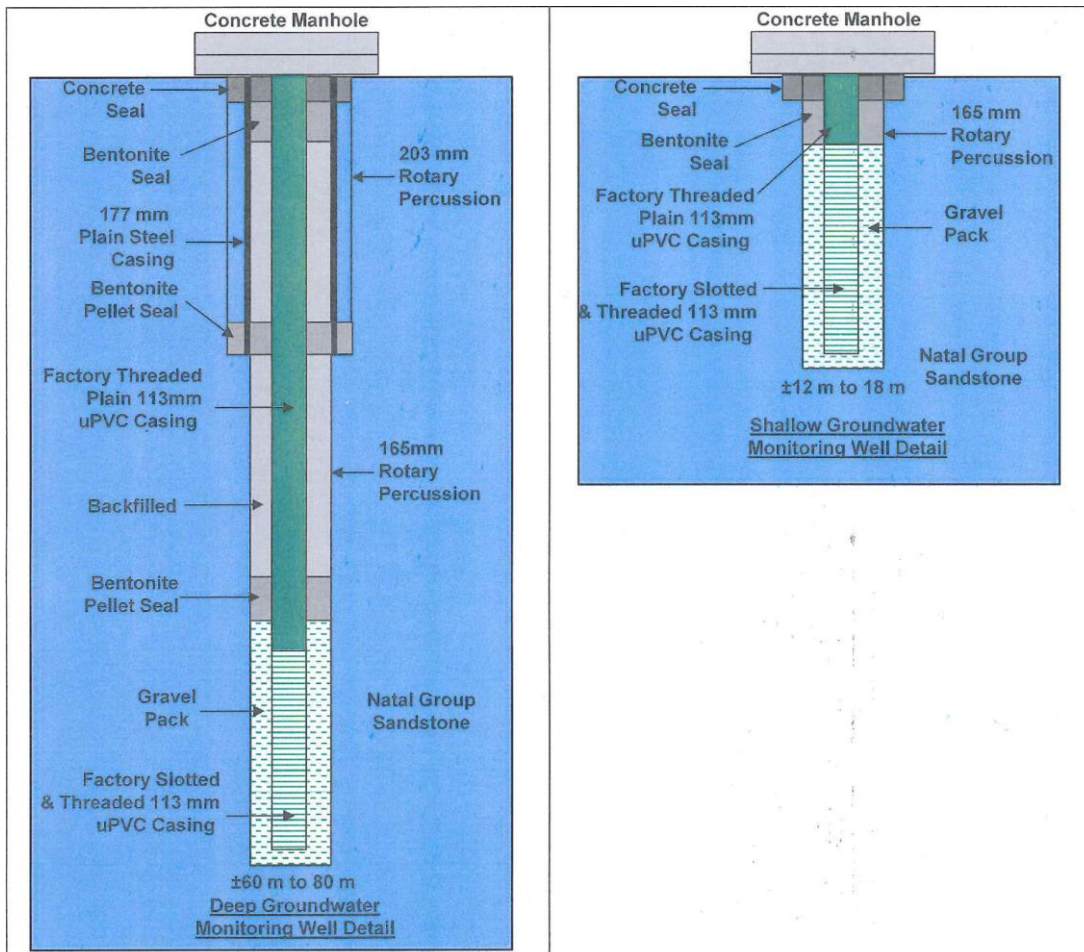 Concrete Manhole
Concrete
Seal
Bentonite
Seal
203 mm
Rotary
Percussion
177 mm
Plain Steel
Casing
Bentonite
Pellet Seal
Factory Threaded
Plain 113mm
uPVC Casing
165mm
Rotary
Percussion
Backfilled
Bentonite
Pellet Seal
Gravel
Pack
Natal Group
Sandstone
Factory Slotted
& Threaded 113 mm
uPVC Casing
±60 m to 80 m
Deep Groundwater
Monitoring Well Detail
Concrete Manhole
Concrete
Seal
Bentonite
Seal
165 mm
Rotary
Percussion
Factory Threaded
Plain 113mm
uPVC Casing
Gravel
Pack
Factory Slotted
& Threaded 113 mm
uPVC Casing
Natal Group
Sandstone
±12 m to 18 m
Shallow Groundwater
Monitoring Well Detail